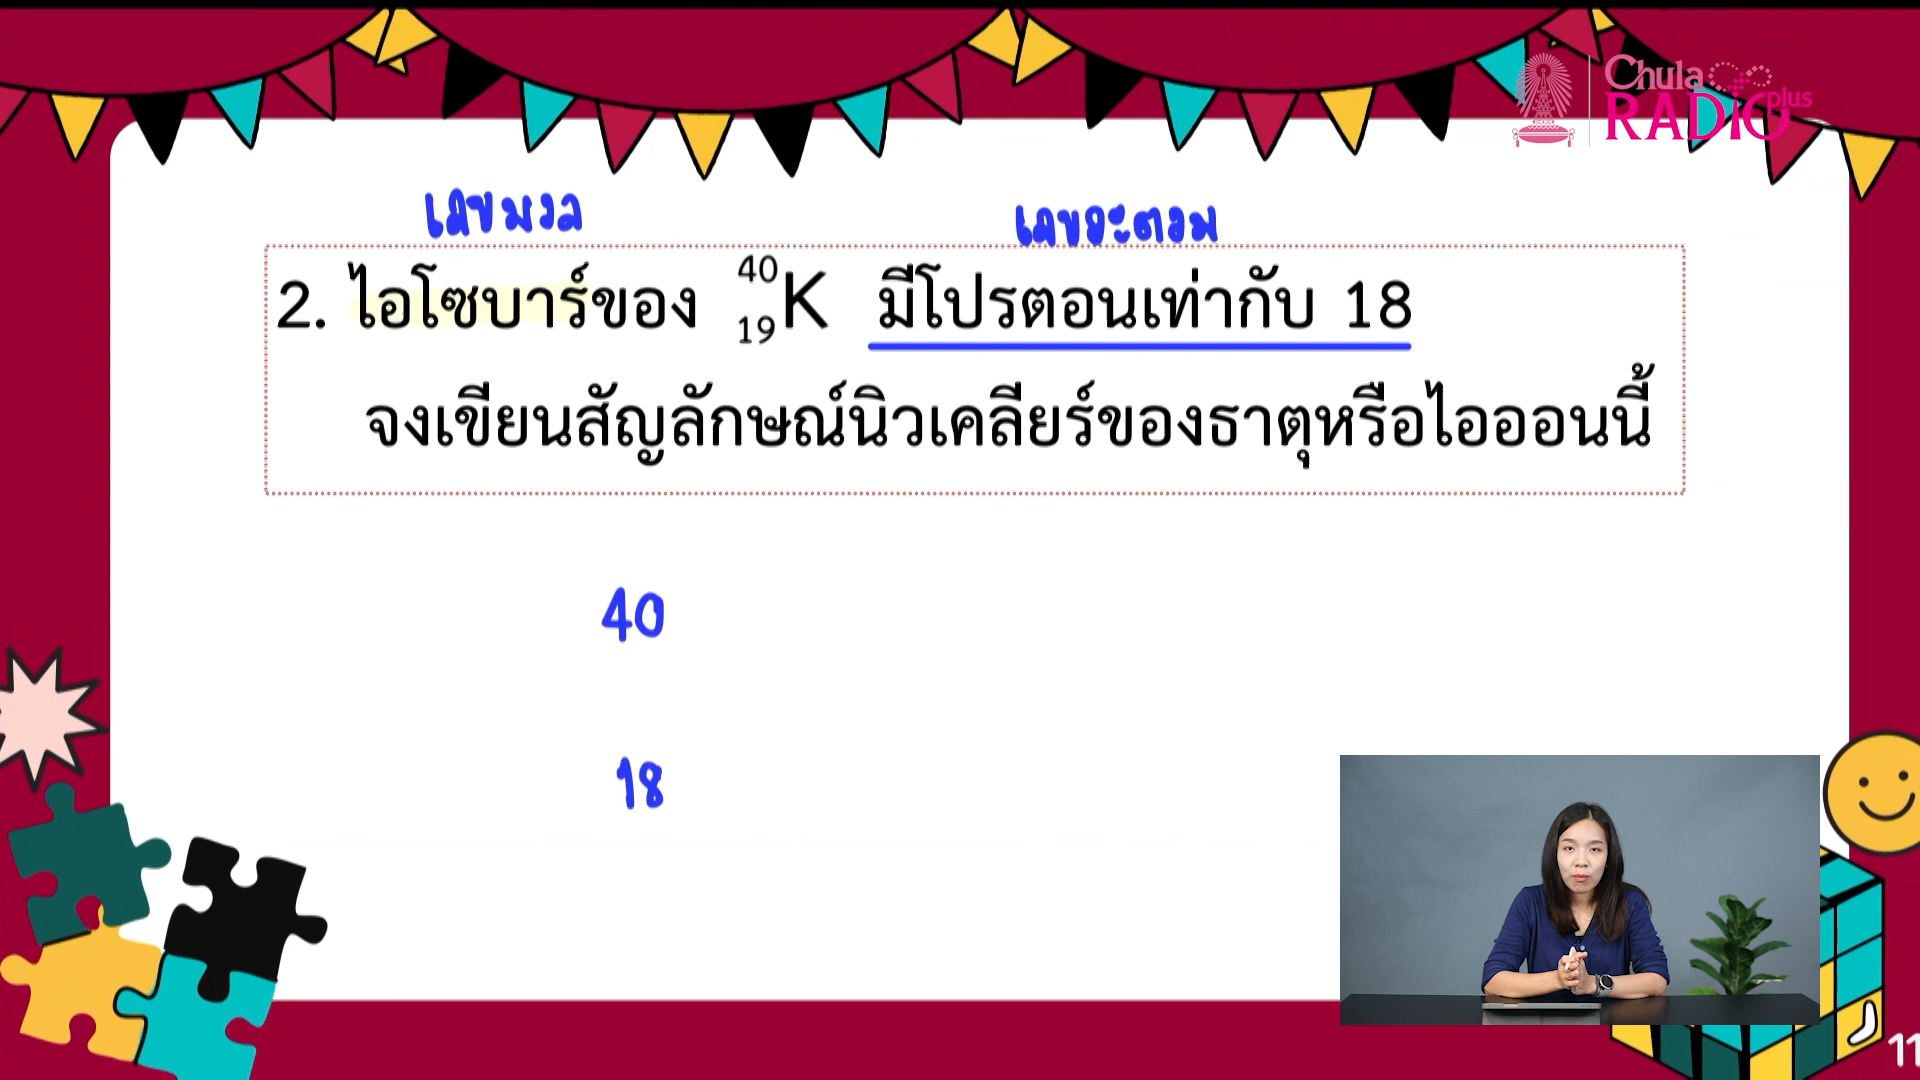 Chula
RADIO plus
เลขมวล
เลขอะตอม
2. ไอโซบาร์ของ ⁴⁰₁₉K มีโปรตอนเท่ากับ 18
จงเขียนสัญลักษณ์นิวเคลียร์ของธาตุหรือไอออนนี้
40
18
11